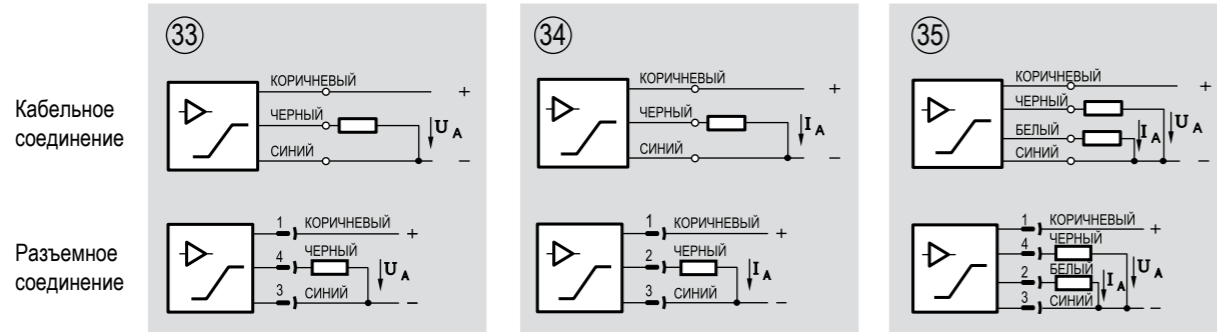 33
34
35
Кабельное
соединение
КОРИЧНЕВЫЙ
+
ЧЕРНЫЙ
U A
СИНИЙ
−
КОРИЧНЕВЫЙ
+
ЧЕРНЫЙ
I A
СИНИЙ
−
КОРИЧНЕВЫЙ
+
ЧЕРНЫЙ
U A
БЕЛЫЙ
I A
СИНИЙ
−
Разъемное
соединение
1 КОРИЧНЕВЫЙ +
4 ЧЕРНЫЙ
U A
3 СИНИЙ −
1 КОРИЧНЕВЫЙ +
2 ЧЕРНЫЙ
I A
3 СИНИЙ −
1 КОРИЧНЕВЫЙ +
4 ЧЕРНЫЙ
U A
2 БЕЛЫЙ
I A
3 СИНИЙ −